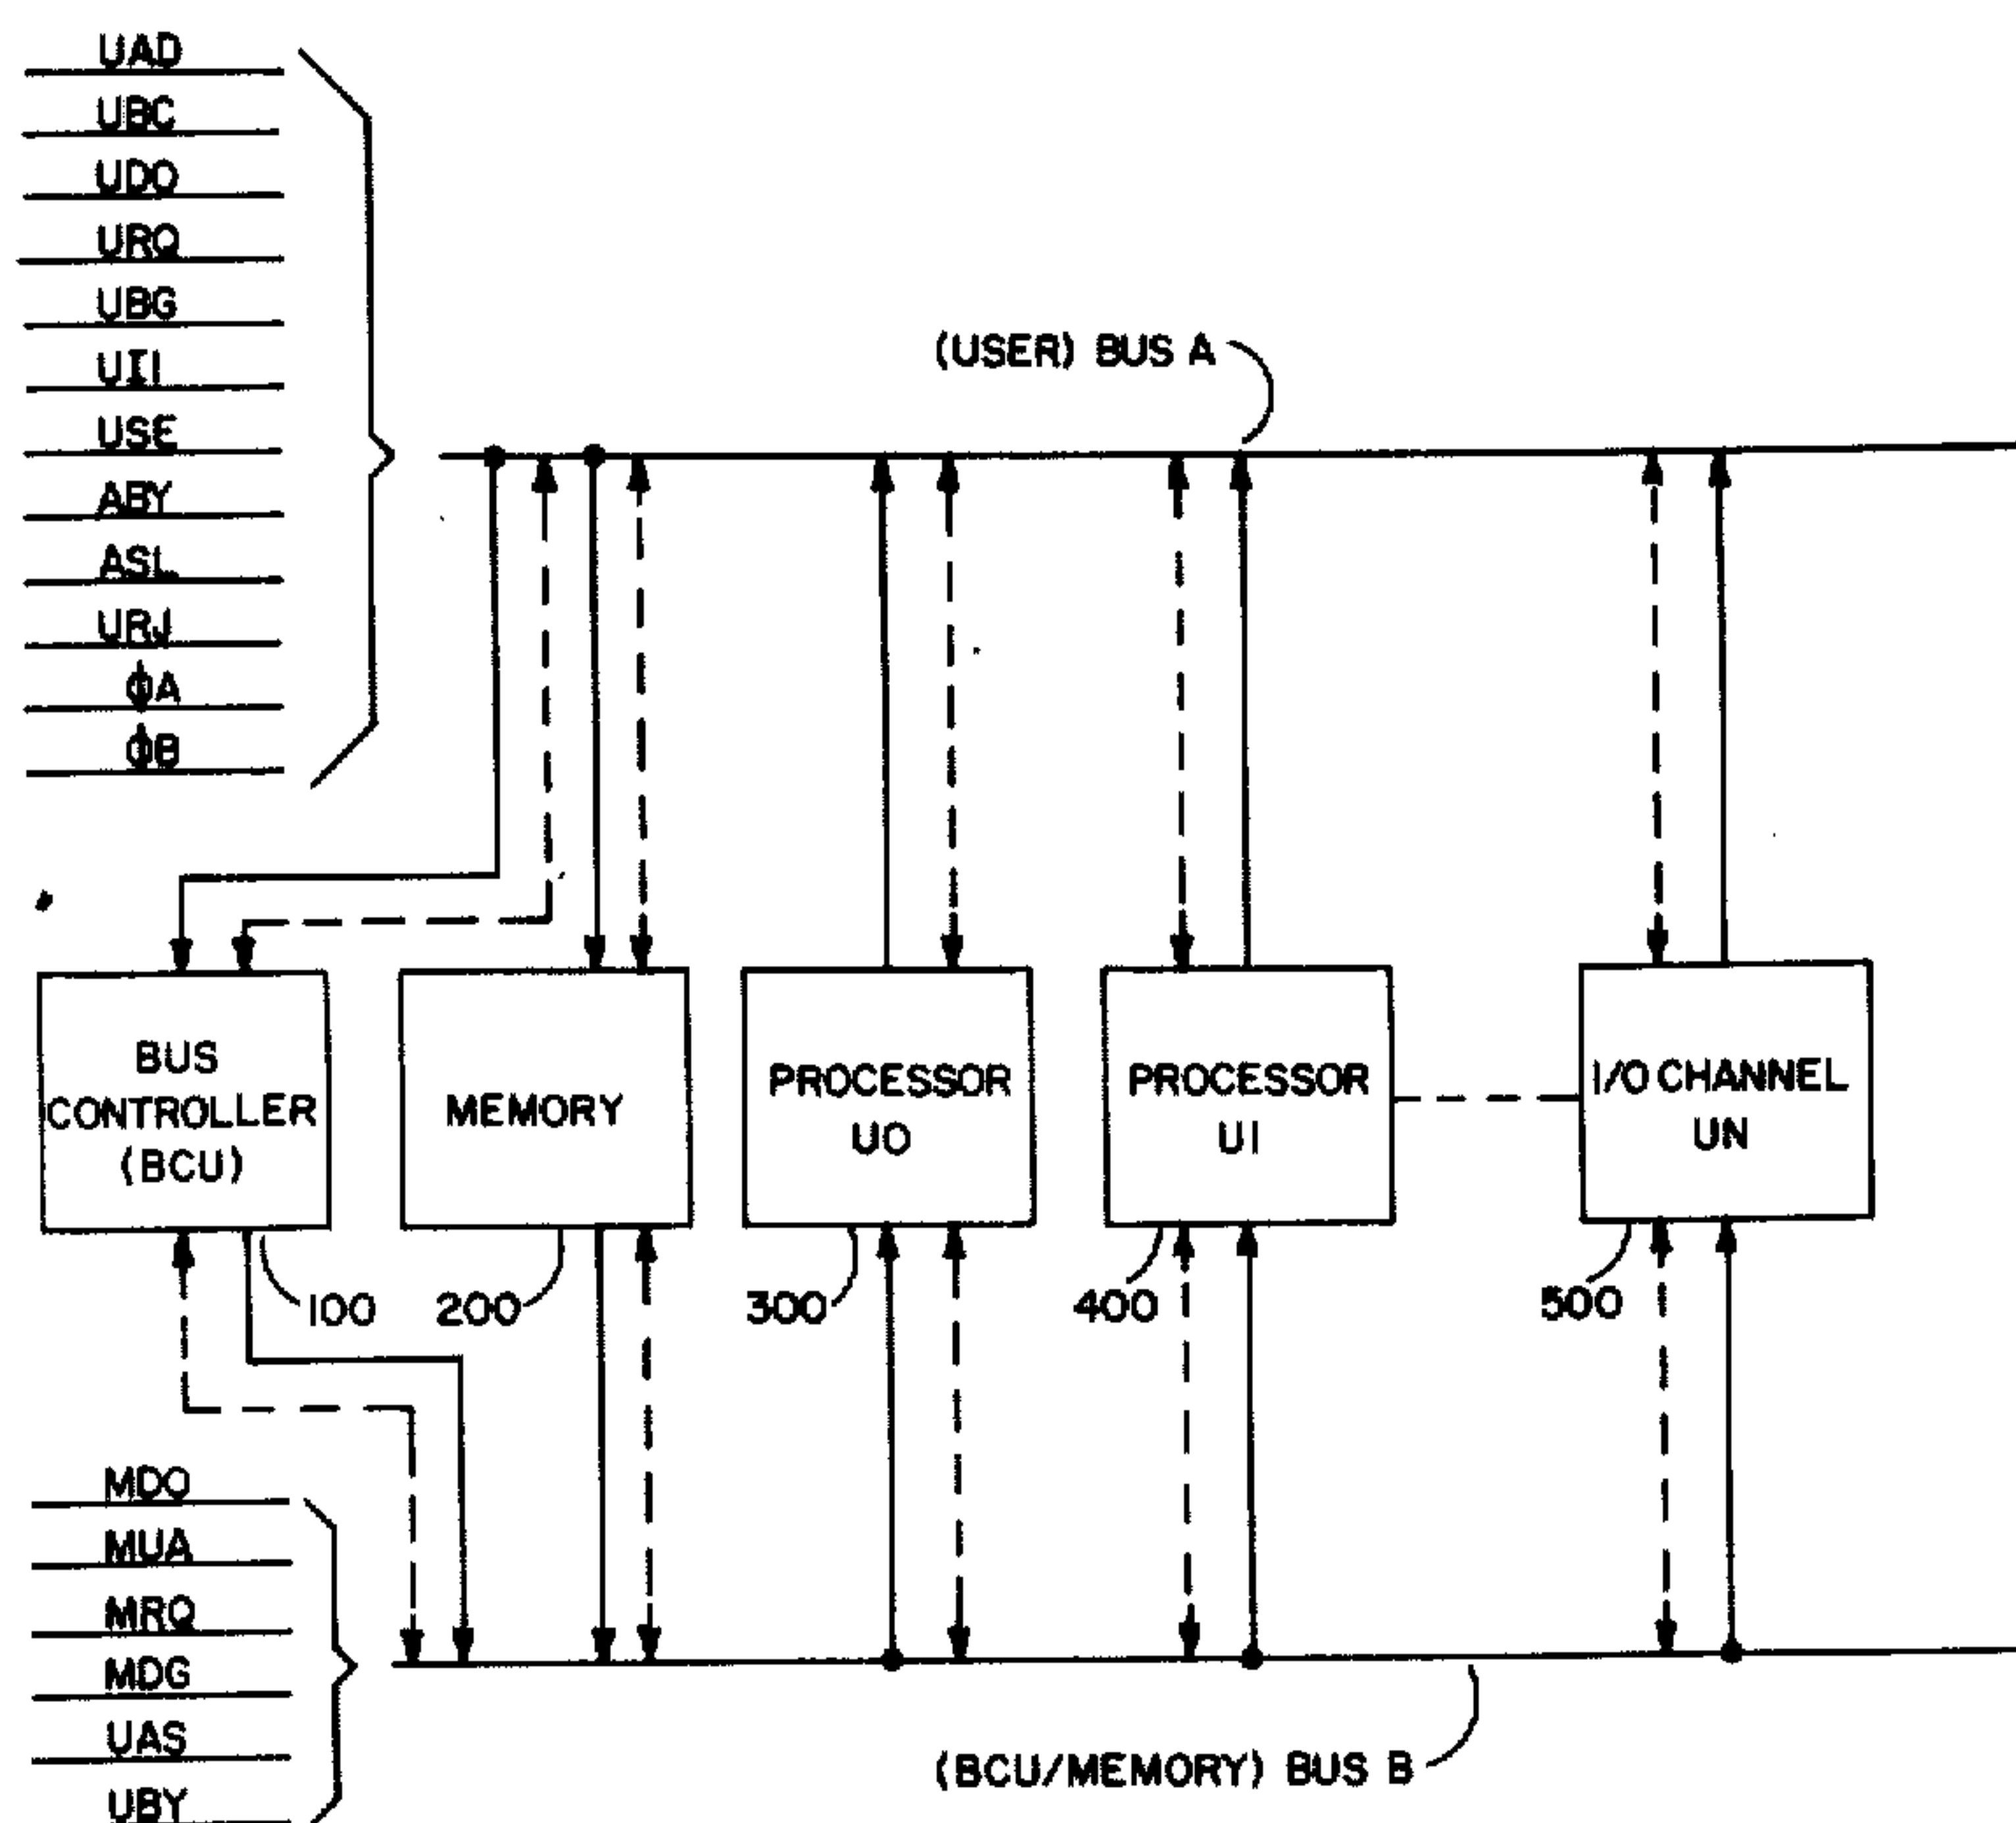 UAD
UBC
UDO
URQ
UBG
UII
USE
ABY
ASL
URJ
ϕA
ϕB
(USER) BUS A
BUS
CONTROLLER
(BCU)
MEMORY
PROCESSOR
UO
PROCESSOR
UI
I/O CHANNEL
UN
100
200
300
400
500
MDO
MUA
MRQ
MDG
UAS
UBY
(BCU/MEMORY) BUS B